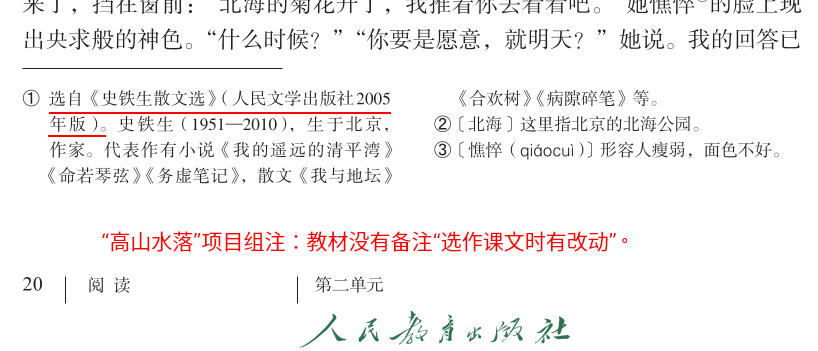 来了，挡在窗前：“北海的菊花开了，我推着你去看看吧。”她憔悴③的脸上现
出央求般的神色。“什么时候？”“你要是愿意，就明天？”她说。我的回答已
① 选自《史铁生散文选》（人民文学出版社2005
年版）。史铁生（1951—2010），生于北京，
作家。代表作有小说《我的遥远的清平湾》
《命若琴弦》《务虚笔记》，散文《我与地坛》
《合欢树》《病隙碎笔》等。
②〔北海〕这里指北京的北海公园。
③〔憔悴（qiáocuì）〕形容人瘦弱，面色不好。
“高山水落”项目组注：教材没有备注“选作课文时有改动”。
20 阅读 第二单元
人民教育出版社